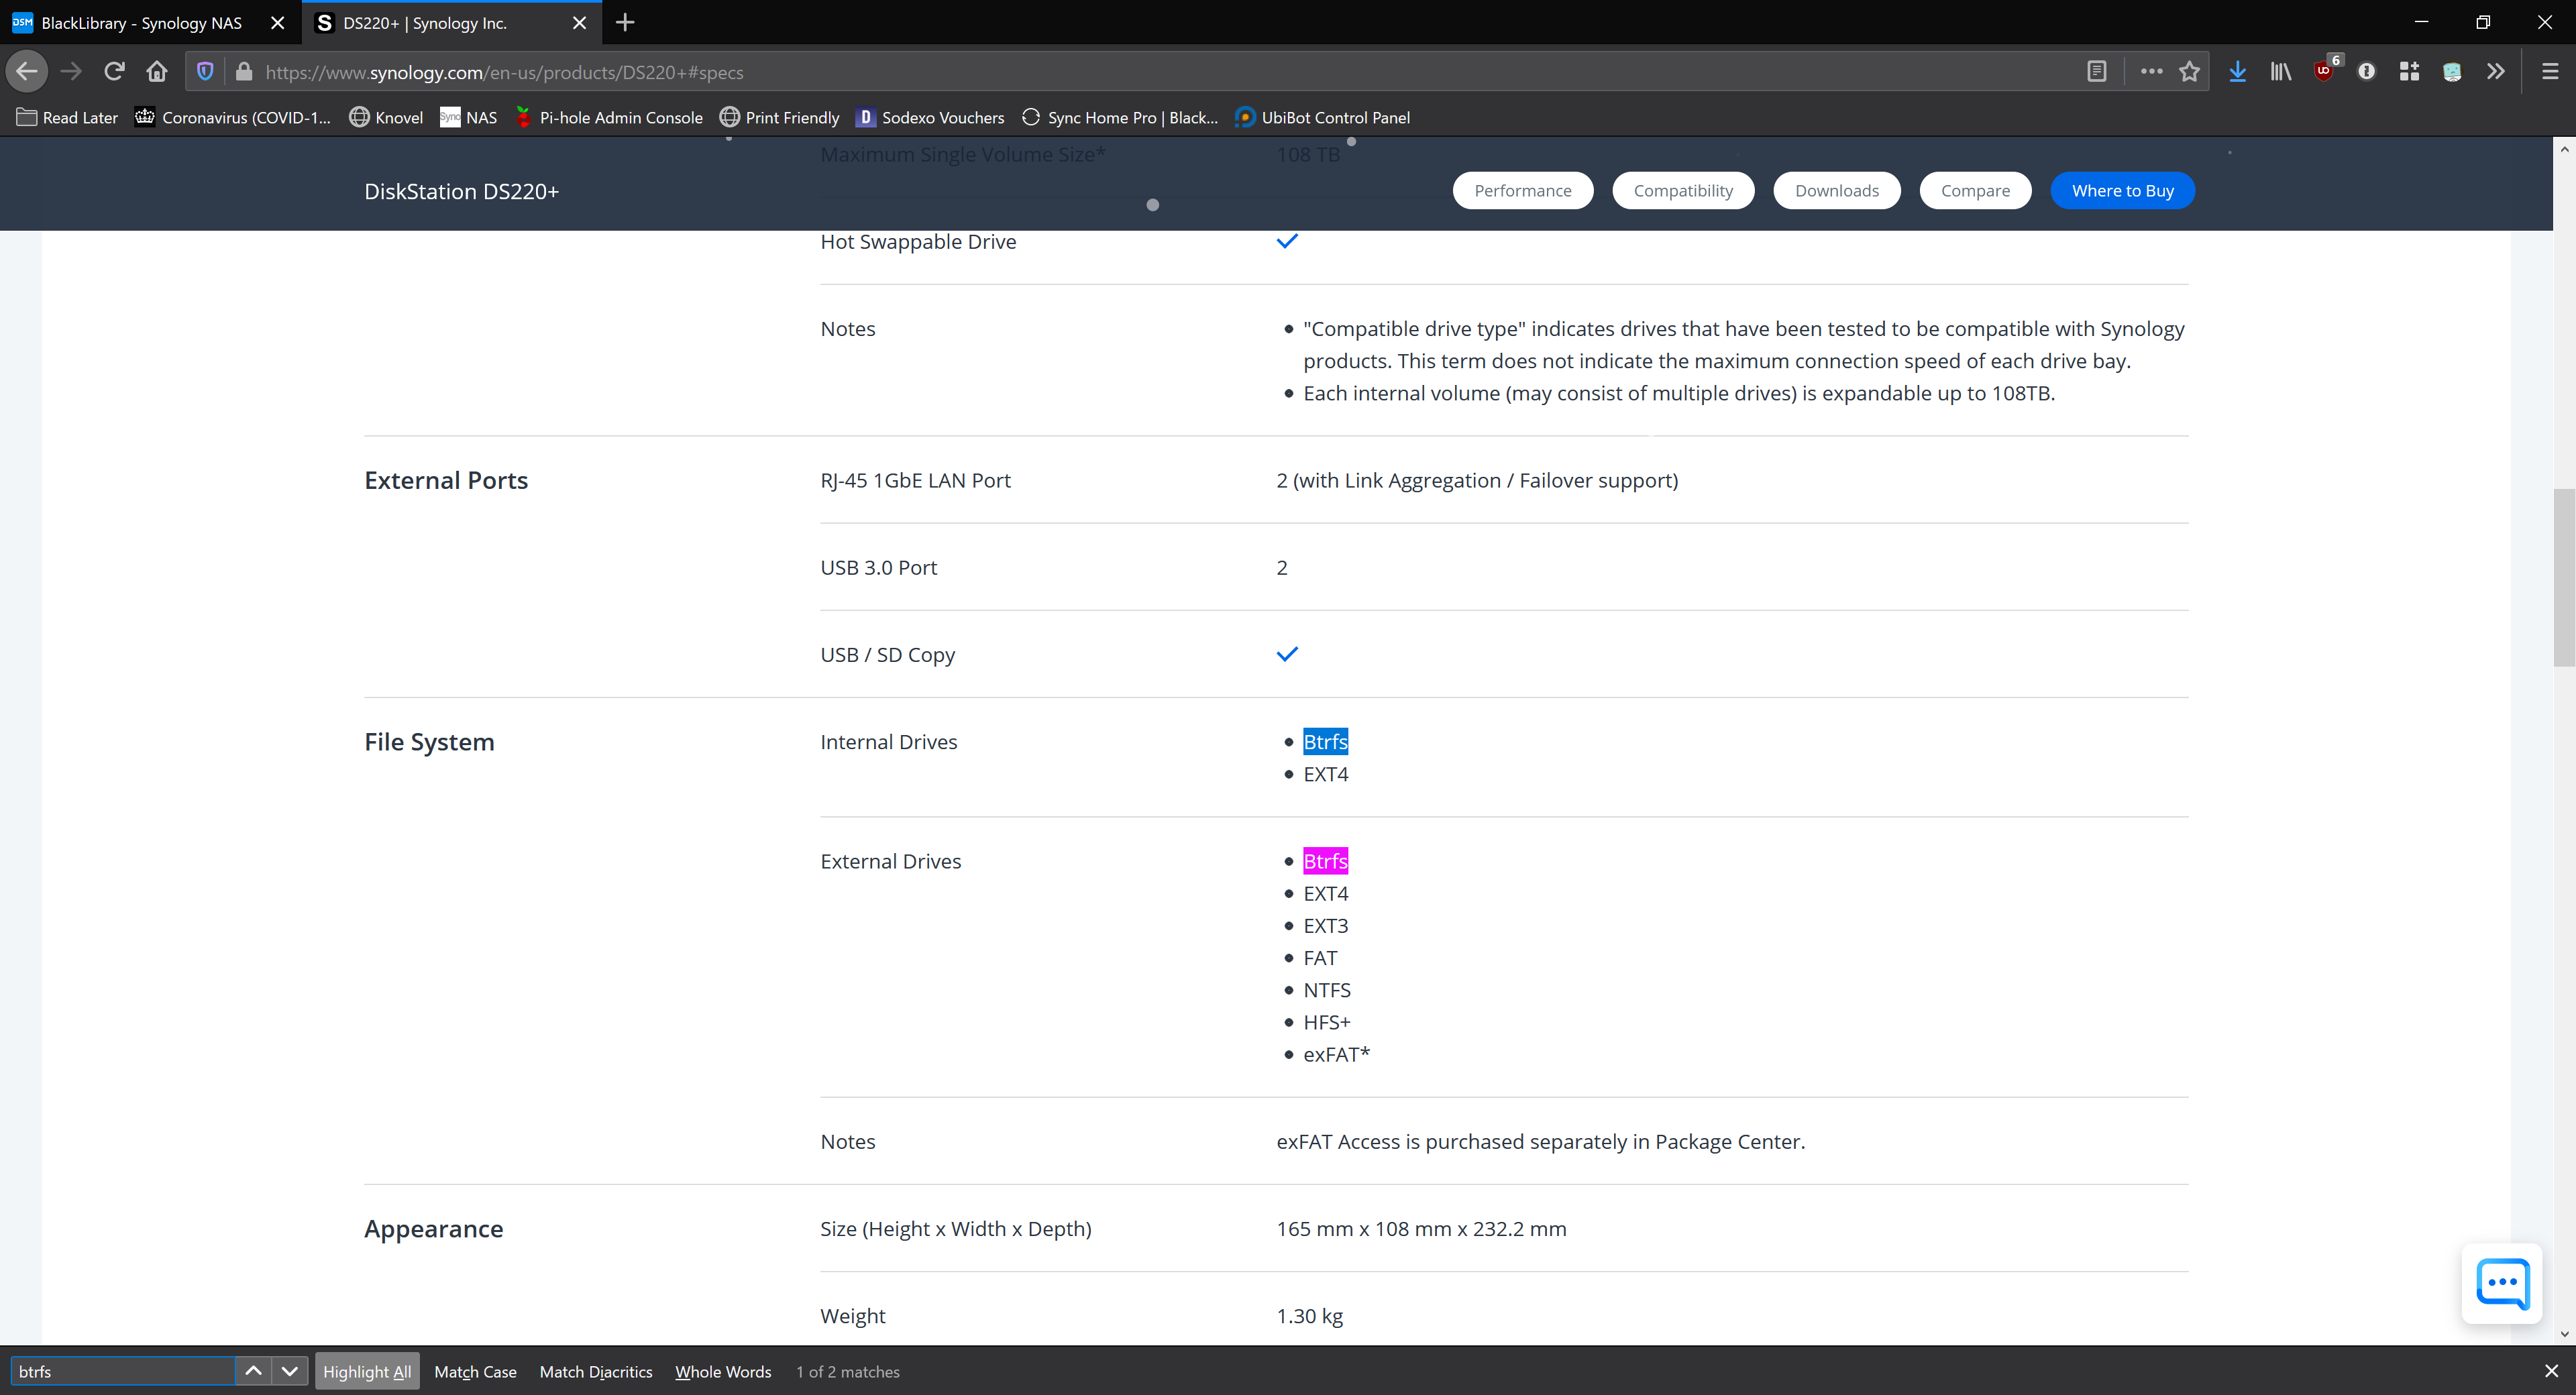 BlackLibrary - Synology NAS
DS220+ | Synology Inc.
https://www.synology.com/en-us/products/DS220+#specs
6
Read Later
Coronavirus (COVID-1...
Knovel
NAS
Pi-hole Admin Console
Print Friendly
Sodexo Vouchers
Sync Home Pro | Black...
UbiBot Control Panel
Maximum Single Volume Size* 108 TB
DiskStation DS220+
Performance
Compatibility
Downloads
Compare
Where to Buy
Hot Swappable Drive
Notes
"Compatible drive type" indicates drives that have been tested to be compatible with Synology
products. This term does not indicate the maximum connection speed of each drive bay.
Each internal volume (may consist of multiple drives) is expandable up to 108TB.
External Ports
RJ-45 1GbE LAN Port 2 (with Link Aggregation / Failover support)
USB 3.0 Port 2
USB / SD Copy
File System
Internal Drives
Btrfs
EXT4
External Drives
Btrfs
EXT4
EXT3
FAT
NTFS
HFS+
exFAT*
Notes exFAT Access is purchased separately in Package Center.
Appearance
Size (Height x Width x Depth) 165 mm x 108 mm x 232.2 mm
Weight 1.30 kg
btrfs
Highlight All
Match Case
Match Diacritics
Whole Words
1 of 2 matches